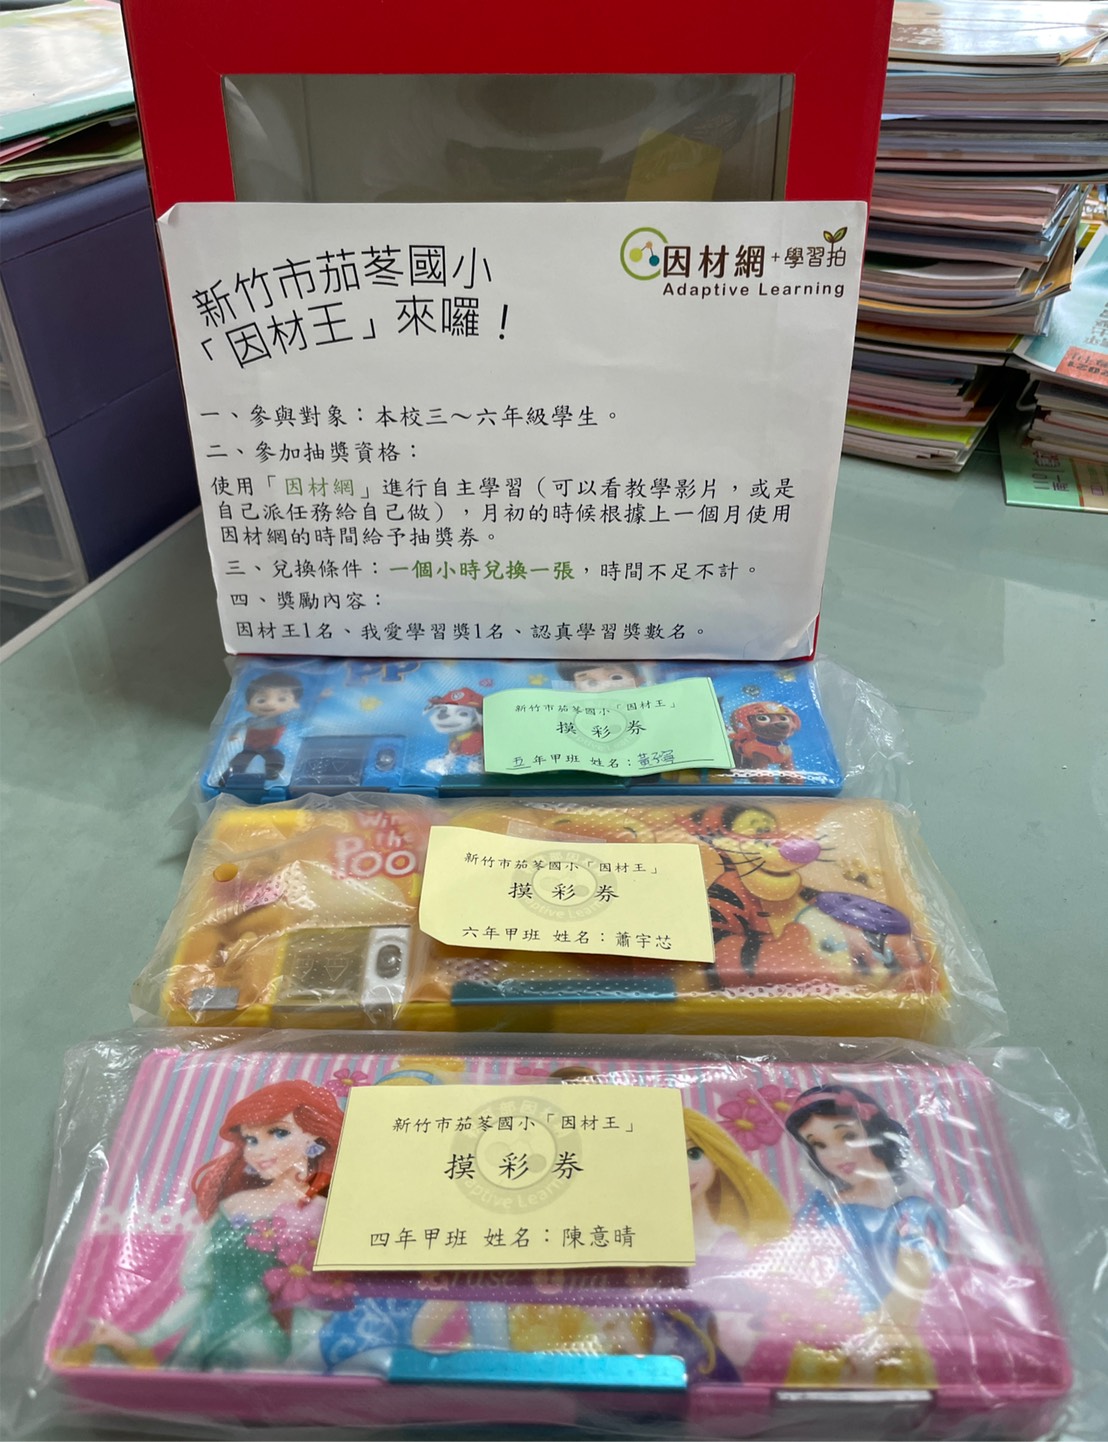 新竹市茄苳國小
「因材王」來囉！
因材網+學習拍
Adaptive Learning
一、參與對象：本校三～六年級學生。
二、參加抽獎資格：
使用「因材網」進行自主學習（可以看教學影片，或是
自己派任務給自己做），月初的時候根據上一個月使用
因材網的時間給予抽獎券。
三、兌換條件：一個小時兌換一張，時間不足不計。
四、獎勵內容：
因材王1名、我愛學習獎1名、認真學習獎數名。
新竹市茄苳國小「因材王」
摸彩券
五年甲班 姓名：
新竹市茄苳國小「因材王」
摸彩券
六年甲班 姓名：蕭宇芯
新竹市茄苳國小「因材王」
摸彩券
四年甲班 姓名：陳意晴